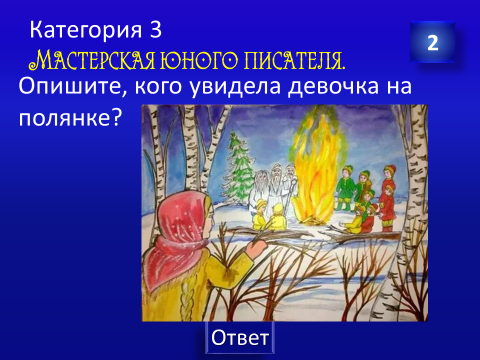 Категория 3
2
Мастерская юного писателя.
Опишите, кого увидела девочка на
полянке?
Ответ